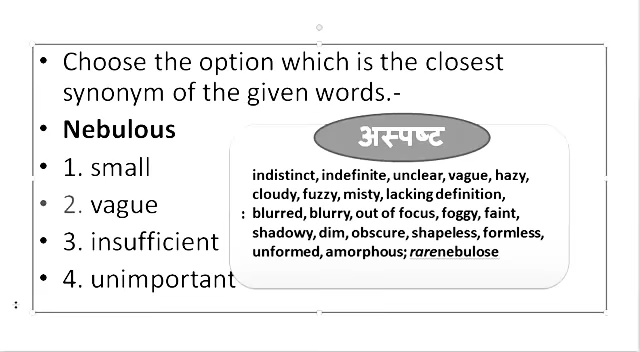 • Choose the option which is the closest
synonym of the given words.-
• Nebulous
• 1. small
• 2. vague
• 3. insufficient
• 4. unimportant
अस्पष्ट
indistinct, indefinite, unclear, vague, hazy,
cloudy, fuzzy, misty, lacking definition,
: blurred, blurry, out of focus, foggy, faint,
shadowy, dim, obscure, shapeless, formless,
unformed, amorphous; rarenebulose
: